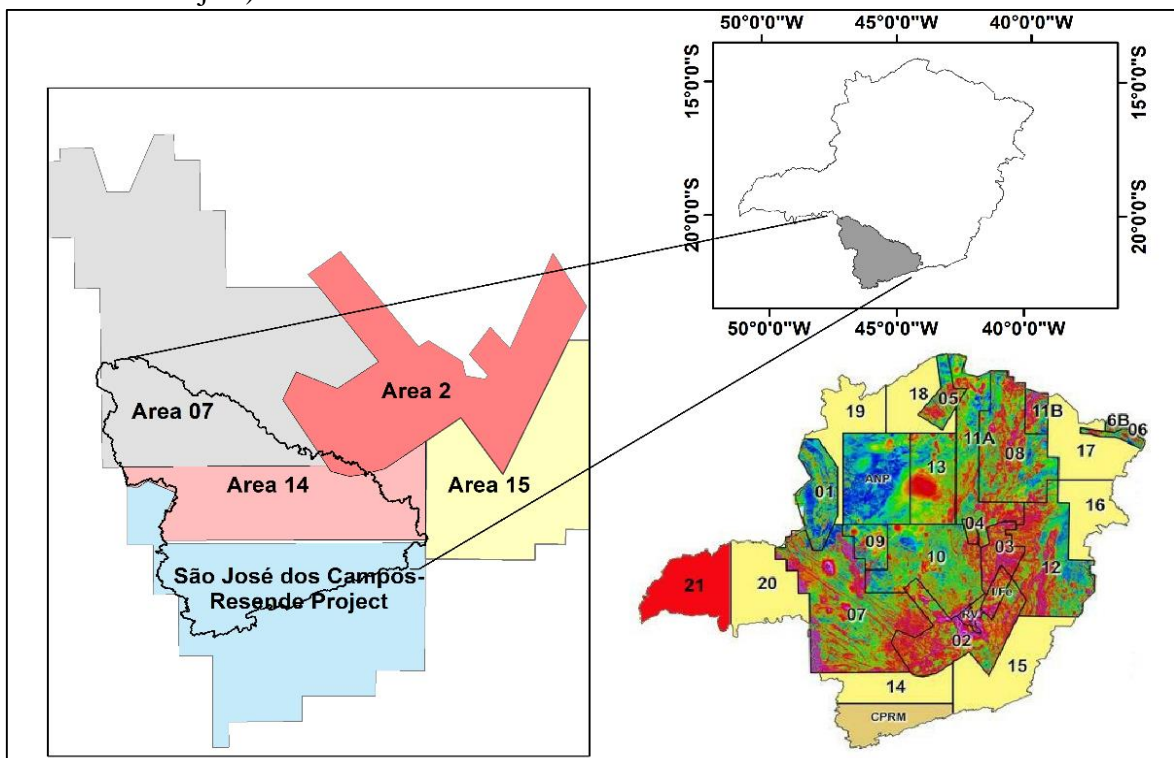 50°0'0"W 45°0'0"W 40°0'0"W
15°0'0"S
15°0'0"S
20°0'0"S
20°0'0"S
50°0'0"W 45°0'0"W 40°0'0"W
Area 07
Area 2
Area 14
Area 15
São José dos Campos-
Resende Project
19
18
05
11A
11B
6B
06
08
17
01
ANP
13
16
04
09
03
10
12
21
20
07
RV
02
15
14
CPRM